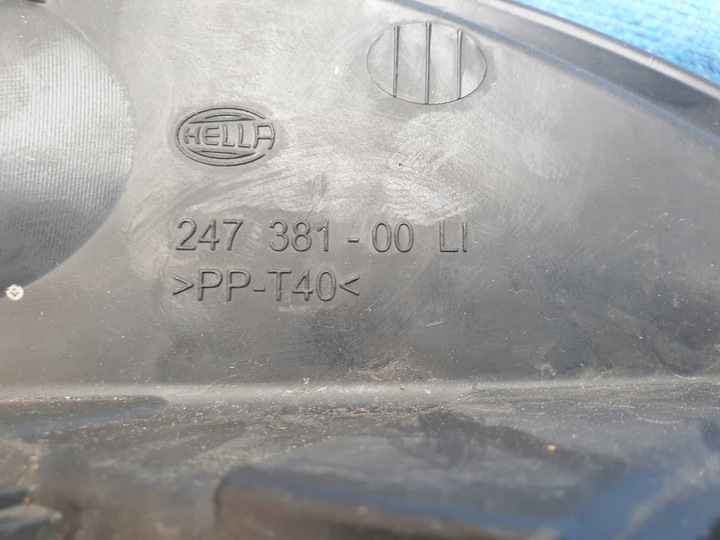 HELLA
247 381-00 LI
>PP-T40<